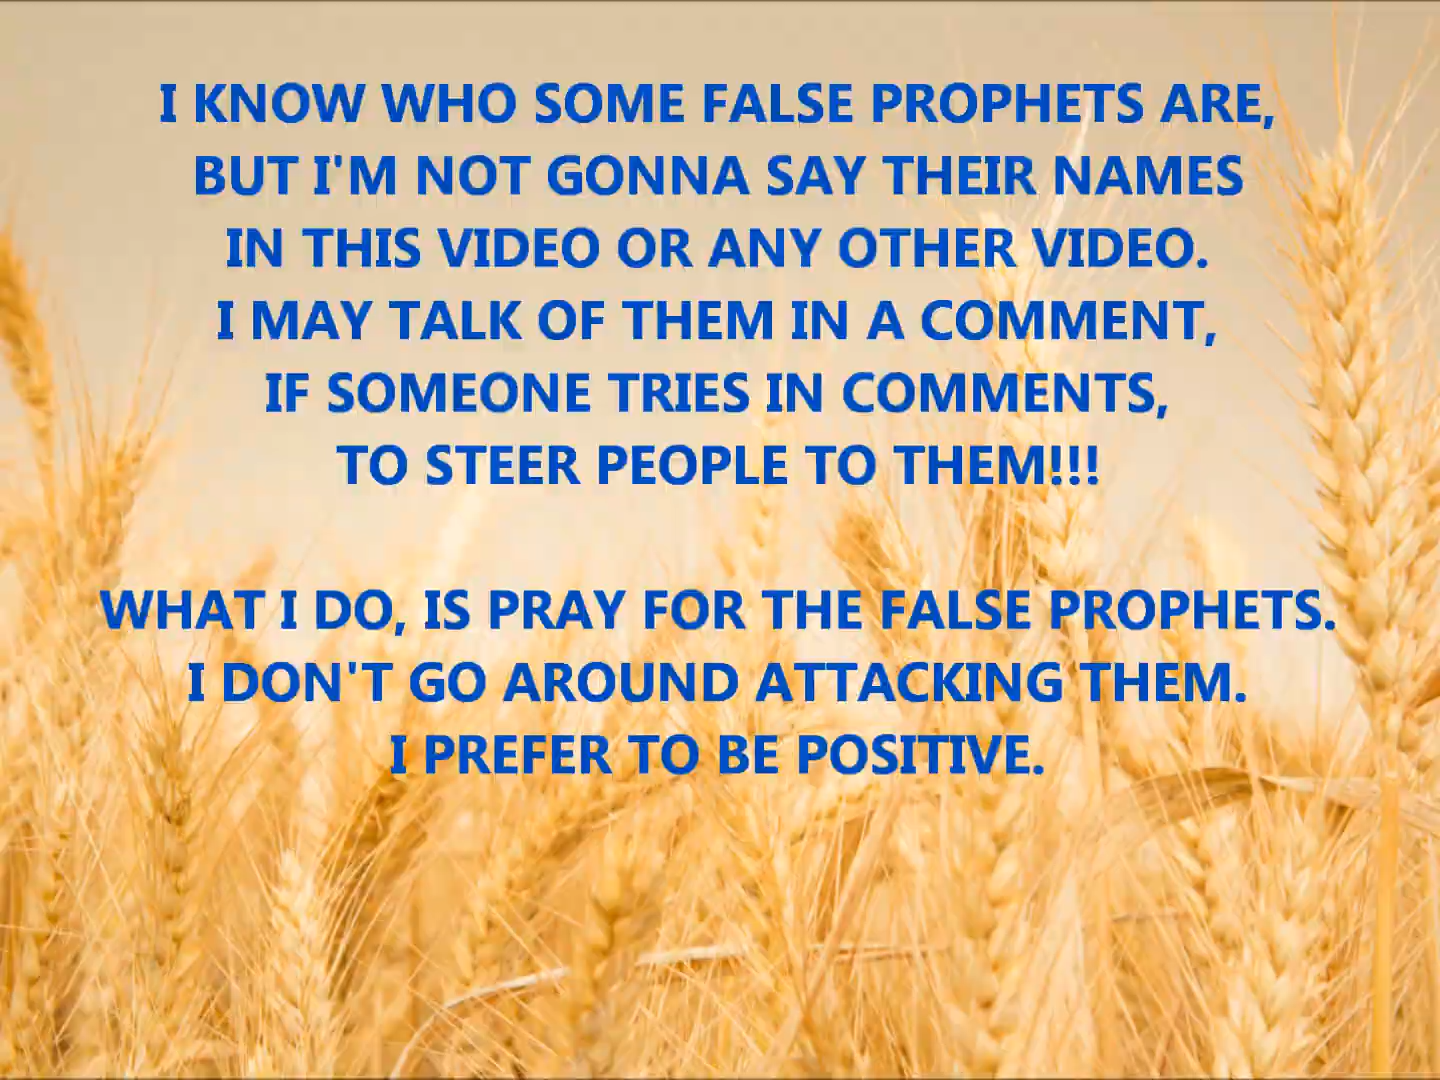 I KNOW WHO SOME FALSE PROPHETS ARE,
BUT I'M NOT GONNA SAY THEIR NAMES
IN THIS VIDEO OR ANY OTHER VIDEO.
I MAY TALK OF THEM IN A COMMENT,
IF SOMEONE TRIES IN COMMENTS,
TO STEER PEOPLE TO THEM!!!
WHAT I DO, IS PRAY FOR THE FALSE PROPHETS.
I DON'T GO AROUND ATTACKING THEM.
I PREFER TO BE POSITIVE.